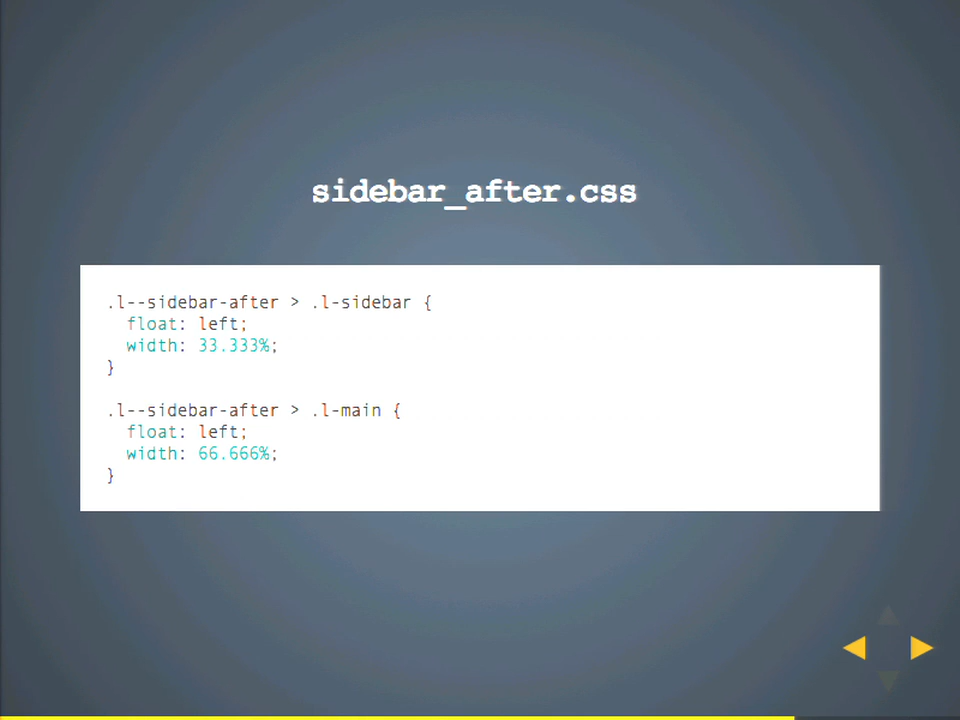 sidebar_after.css
.l--sidebar-after > .l-sidebar {
  float: left;
  width: 33.333%;
}

.l--sidebar-after > .l-main {
  float: left;
  width: 66.666%;
}